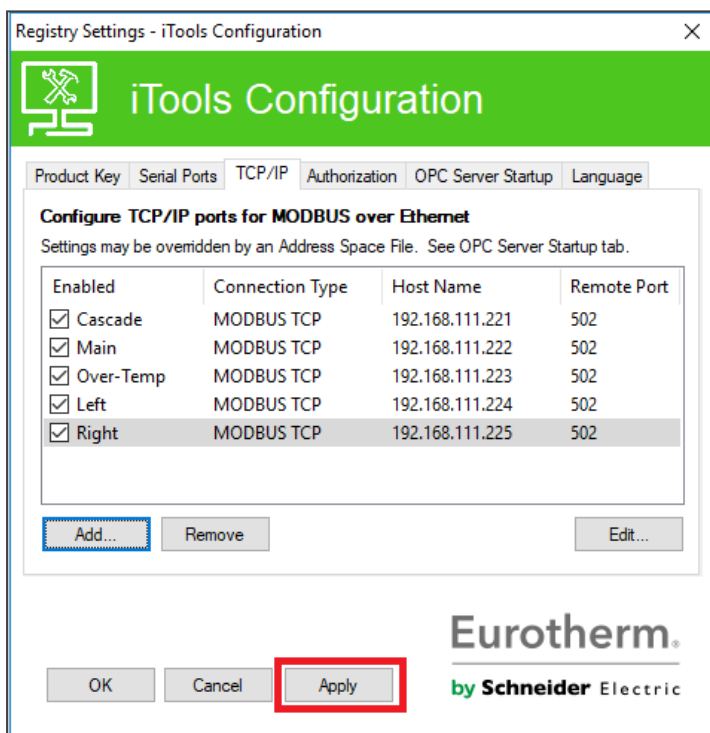 Registry Settings - iTools Configuration
iTools Configuration
Product Key Serial Ports TCP/IP Authorization OPC Server Startup Language
Configure TCP/IP ports for MODBUS over Ethernet
Settings may be overridden by an Address Space File. See OPC Server Startup tab.
Enabled Connection Type Host Name Remote Port
Cascade MODBUS TCP 192.168.111.221 502
Main MODBUS TCP 192.168.111.222 502
Over-Temp MODBUS TCP 192.168.111.223 502
Left MODBUS TCP 192.168.111.224 502
Right MODBUS TCP 192.168.111.225 502
Add... Remove Edit...
Eurotherm.
OK Cancel Apply by Schneider Electric